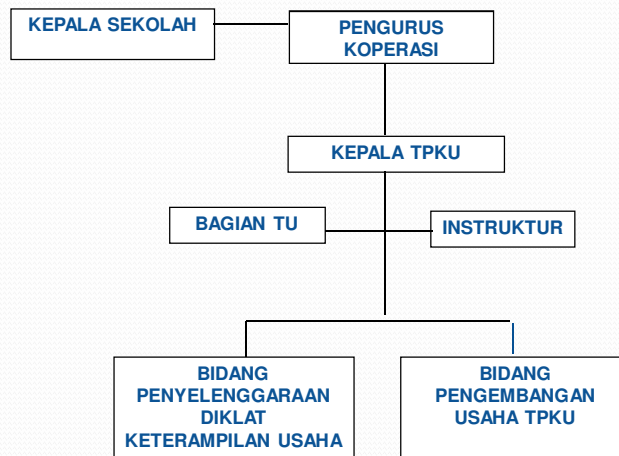 KEPALA SEKOLAH
PENGURUS
KOPERASI
KEPALA TPKU
BAGIAN TU
INSTRUKTUR
BIDANG
PENYELENGGARAAN
DIKLAT
KETERAMPILAN USAHA
BIDANG
PENGEMBANGAN
USAHA TPKU